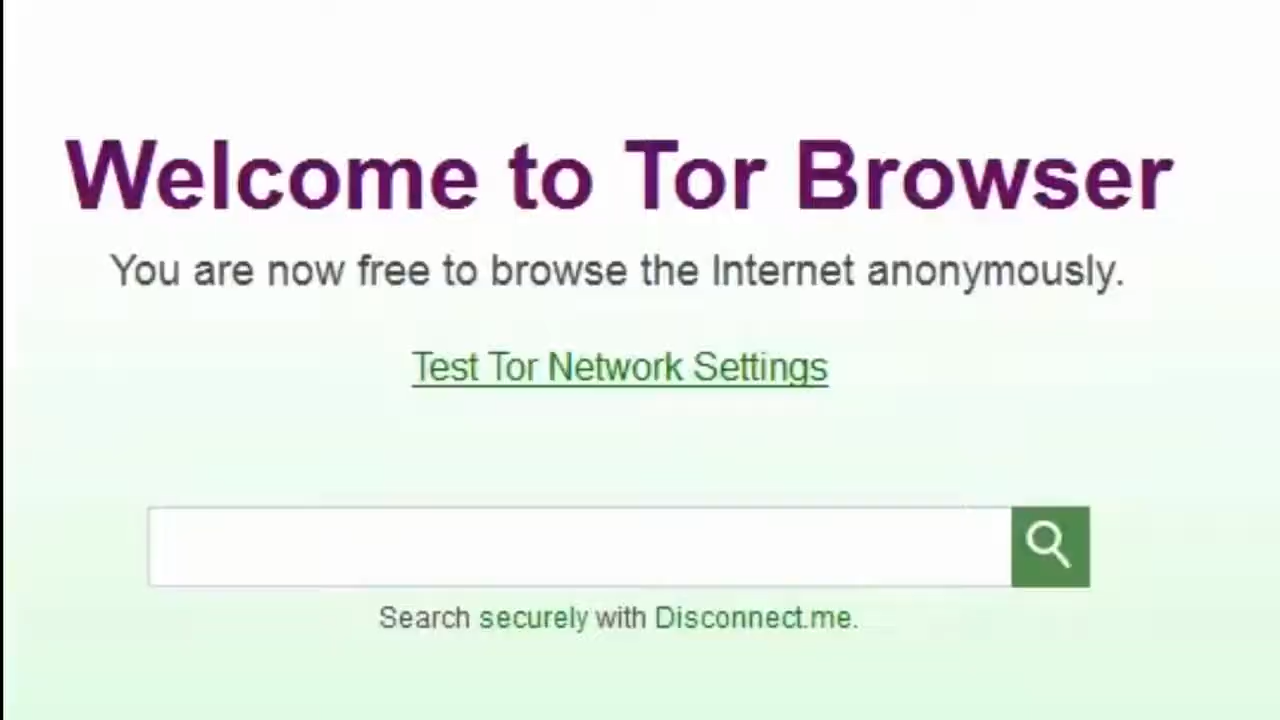 Welcome to Tor Browser
You are now free to browse the Internet anonymously.
Test Tor Network Settings
Search securely with Disconnect.me.